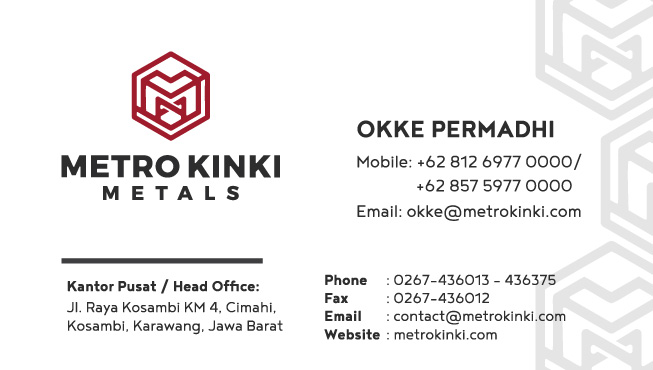 METRO KINKI
METALS
OKKE PERMADHI
Mobile: +62 812 6977 0000/
+62 857 5977 0000
Email: okke@metrokinki.com
Kantor Pusat / Head Office:
Jl. Raya Kosambi KM 4, Cimahi,
Kosambi, Karawang, Jawa Barat
Phone : 0267-436013 - 436375
Fax : 0267-436012
Email : contact@metrokinki.com
Website : metrokinki.com